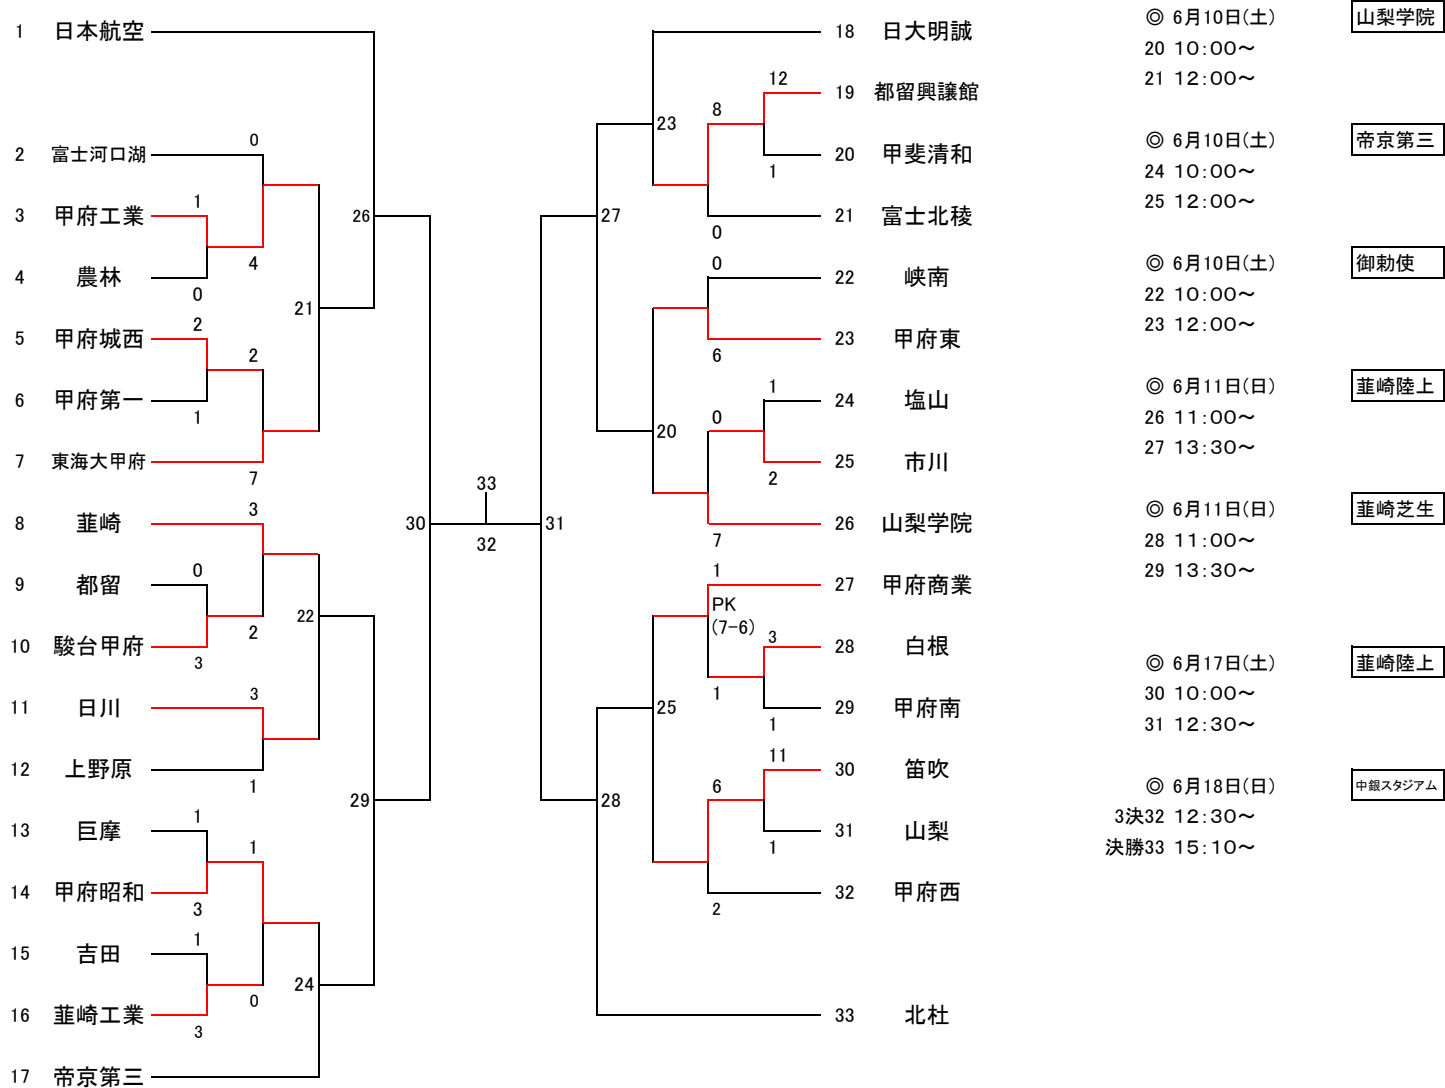 1 日本航空
0
2 富士河口湖
1
3 甲府工業
4
4 農林
0
2
5 甲府城西
2
6 甲府第一
1
7 東海大甲府
7
3
8 韮崎
0
9 都留
2
10 駿台甲府
3
3
11 日川
12 上野原
1
1
13 巨摩
1
14 甲府昭和
3
1
15 吉田
0
16 韮崎工業
3
17 帝京第三
21
22
24
26
29
30
33
32
31
27
28
23
20
25
18 日大明誠
12
19 都留興譲館
8
20 甲斐清和
1
21 富士北稜
0
0
22 峡南
23 甲府東
6
1
24 塩山
0
25 市川
2
26 山梨学院
7
1
27 甲府商業
PK
(7-6)
3
28 白根
1
29 甲府南
1
11
30 笛吹
6
31 山梨
1
32 甲府西
2
33 北杜
◎ 6月10日(土) 山梨学院
20 10:00～
21 12:00～
◎ 6月10日(土) 帝京第三
24 10:00～
25 12:00～
◎ 6月10日(土) 御勅使
22 10:00～
23 12:00～
◎ 6月11日(日) 韮崎陸上
26 11:00～
27 13:30～
◎ 6月11日(日) 韮崎芝生
28 11:00～
29 13:30～
◎ 6月17日(土) 韮崎陸上
30 10:00～
31 12:30～
◎ 6月18日(日) 中銀スタジアム
3決32 12:30～
決勝33 15:10～